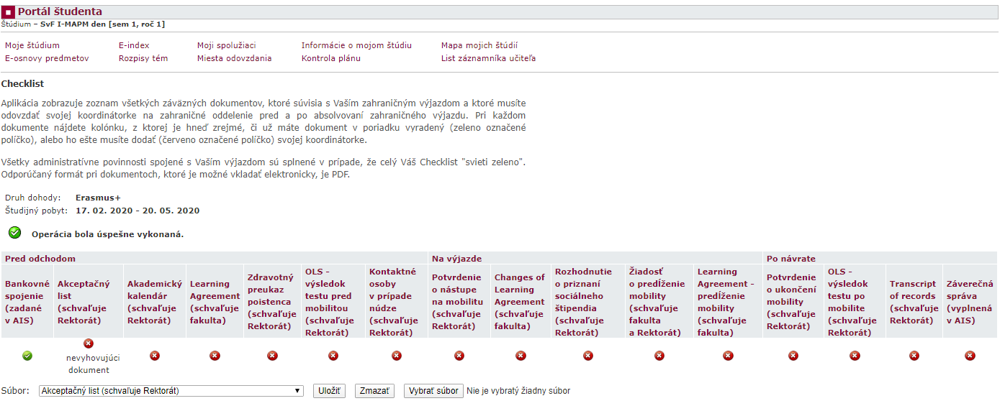 Portál študenta
Štúdium – SvF I-MAPM den [sem 1, roč 1]
Moje štúdium E-index Moji spolužiaci Informácie o mojom štúdiu Mapa mojich štúdií
E-osnovy predmetov Rozpisy tém Miesta odovzdania Kontrola plánu List záznamníka učiteľa
Checklist
Aplikácia zobrazuje zoznam všetkých záväzných dokumentov, ktoré súvisia s Vaším zahraničným výjazdom a ktoré musíte
odovzdať svojej koordinátorke na zahraničné oddelenie pred a po absolvovaní zahraničného výjazdu. Pri každom
dokumente nájdete kolónku, z ktorej je hneď zrejmé, či už máte dokument v poriadku vyradený (zeleno označené
políčko), alebo ho ešte musíte dodať (červeno označené políčko) svojej koordinátorke.
Všetky administratívne povinnosti spojené s Vaším výjazdom sú splnené v prípade, že celý Váš Checklist "svieti zeleno".
Odporúčaný formát pri dokumentoch, ktoré je možné vkladať elektronicky, je PDF.
Druh dohody: Erasmus+
Študijný pobyt: 17. 02. 2020 - 20. 05. 2020
Operácia bola úspešne vykonaná.
Pred odchodom Na výjazde Po návrate
Bankovné
spojenie
(zadané
v AIS)
Akceptačný
list
(schvaľuje
Rektorát)
Akademický
kalendár
(schvaľuje
Rektorát)
Learning
Agreement
(schvaľuje
fakulta)
Zdravotný
preukaz
poistenca
(schvaľuje
Rektorát)
OLS -
výsledok
testu pred
mobilitou
(schvaľuje
Rektorát)
Kontaktné
osoby
v prípade
núdze
(schvaľuje
Rektorát)
Potvrdenie
o nástupe
na mobilitu
(schvaľuje
Rektorát)
Changes of
Learning
Agreement
(schvaľuje
fakulta)
Rozhodnutie
o priznaní
sociálneho
štipendia
(schvaľuje
Rektorát)
Žiadosť
o predĺženie
mobility
(schvaľuje
fakulta
a Rektorát)
Learning
Agreement -
predĺženie
mobility
(schvaľuje
fakulta)
Potvrdenie
o ukončení
mobility
(schvaľuje
Rektorát)
OLS -
výsledok
testu po
mobilite
(schvaľuje
Rektorát)
Transcript
of records
(schvaľuje
Rektorát)
Záverečná
správa
(vyplnená
v AIS)
nevyhovujúci
dokument
Súbor: Akceptačný list (schvaľuje Rektorát) Uložiť Zmazať Vybrať súbor Nie je vybratý žiadny súbor